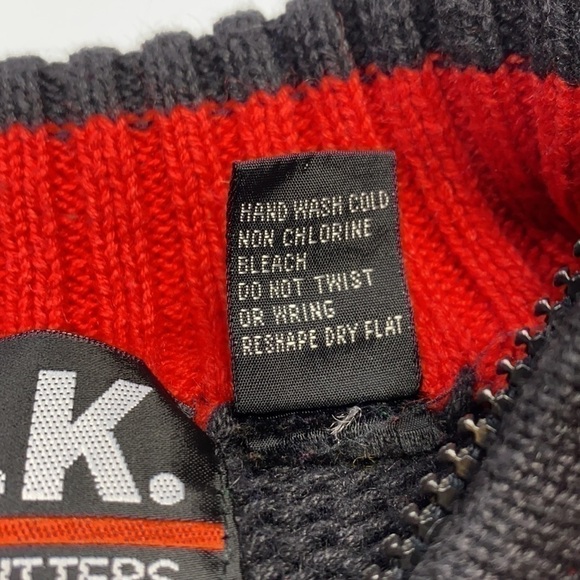 HAND WASH COLD
NON CHLORINE
BLEACH
DO NOT TWIST
OR WRING
RESHAPE DRY FLAT
.K.